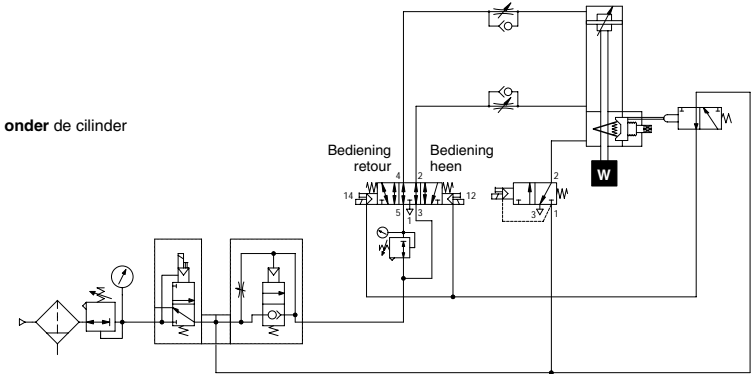 onder de cilinder
Bediening retour
Bediening heen
4 2
14
12
5 3
1
2
3 1
W